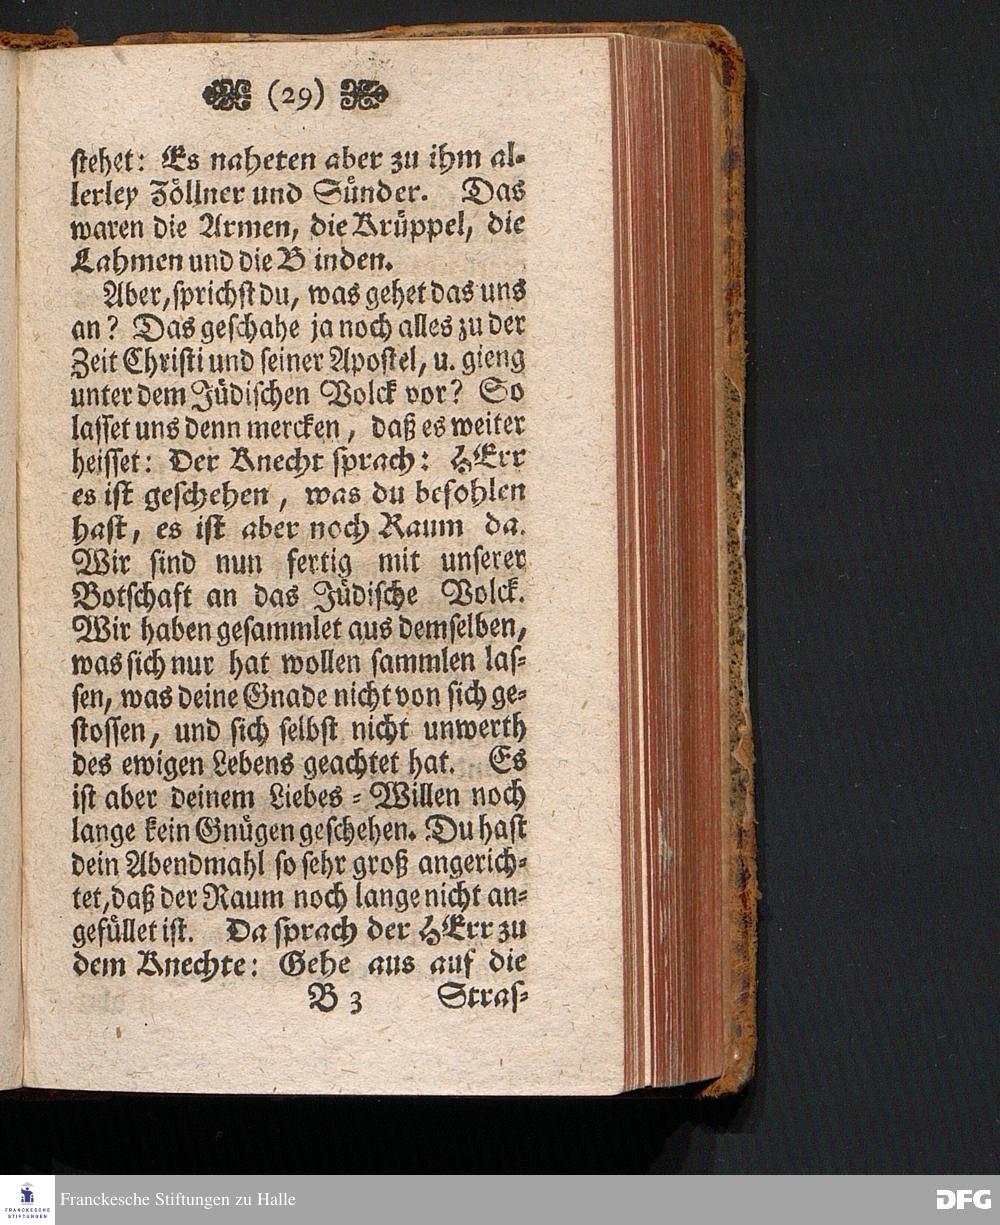 (29)
stehet: Es naheten aber zu ihm al-
lerley Zöllner und Sünder. Das
waren die Armen, die Krüppel, die
Lahmen und die B inden.
Aber, sprichst du, was gehet das uns
an? Das geschahe ja noch alles zu der
Zeit Christi und seiner Apostel, u. gieng
unter dem Jüdischen Volck vor? So
lasset uns denn mercken, daß es weiter
heisset: Der Knecht sprach: HErr
es ist geschehen, was du befohlen
hast, es ist aber noch Raum da.
Wir sind nun fertig mit unserer
Botschaft an das Jüdische Volck.
Wir haben gesammlet aus demselben,
was sich nur hat wollen sammlen las-
sen, was deine Gnade nicht von sich ge-
stossen, und sich selbst nicht unwerth
des ewigen Lebens geachtet hat. Es
ist aber deinem Liebes-Willen noch
lange kein Gnügen geschehen. Du hast
dein Abendmahl so sehr groß angerich-
tet, daß der Raum noch lange nicht an-
gefüllet ist. Da sprach der HErr zu
dem Knechte: Gehe aus auf die
B 3 Stras-
FRANCKESCHE
STIFTUNGEN
Franckesche Stiftungen zu Halle
DFG